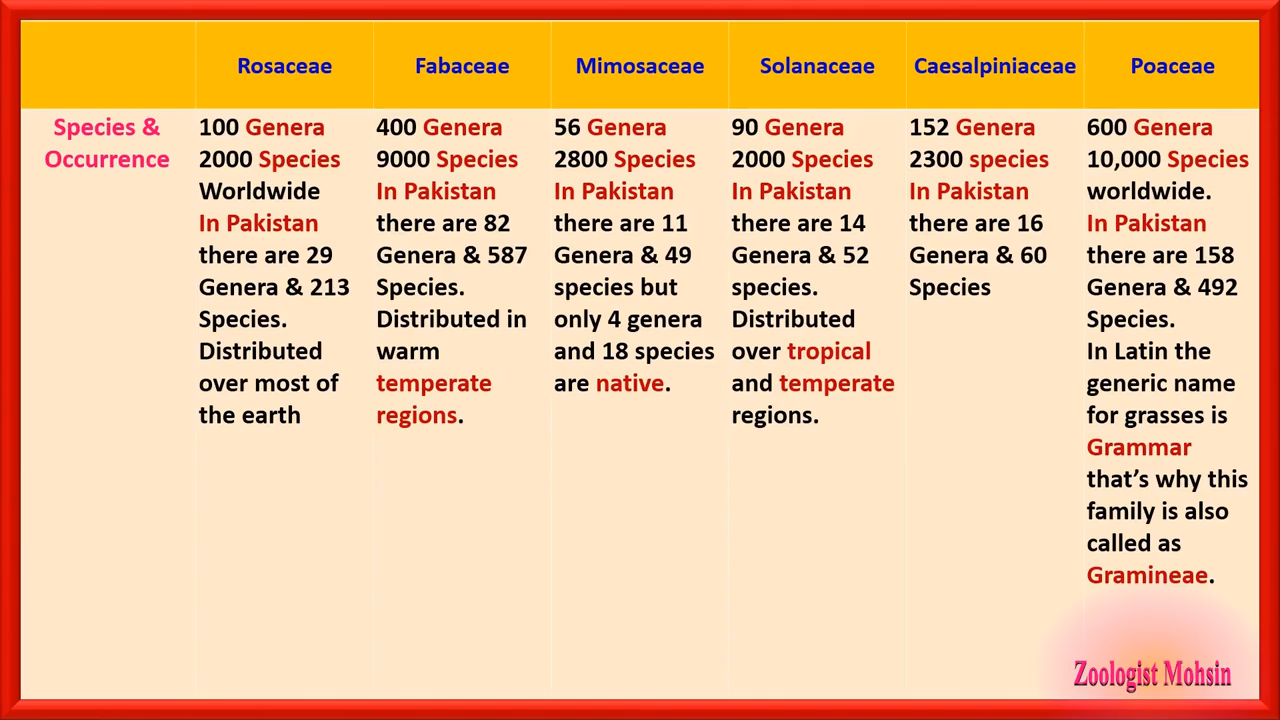 Rosaceae
Fabaceae
Mimosaceae
Solanaceae
Caesalpiniaceae
Poaceae
Species &
Occurrence
100 Genera
2000 Species
Worldwide
In Pakistan
there are 29
Genera & 213
Species.
Distributed
over most of
the earth
400 Genera
9000 Species
In Pakistan
there are 82
Genera & 587
Species.
Distributed in
warm
temperate
regions.
56 Genera
2800 Species
In Pakistan
there are 11
Genera & 49
species but
only 4 genera
and 18 species
are native.
90 Genera
2000 Species
In Pakistan
there are 14
Genera & 52
species.
Distributed
over tropical
and temperate
regions.
152 Genera
2300 species
In Pakistan
there are 16
Genera & 60
Species
600 Genera
10,000 Species
worldwide.
In Pakistan
there are 158
Genera & 492
Species.
In Latin the
generic name
for grasses is
Grammar
that’s why this
family is also
called as
Gramineae.
Zoologist Mohsin